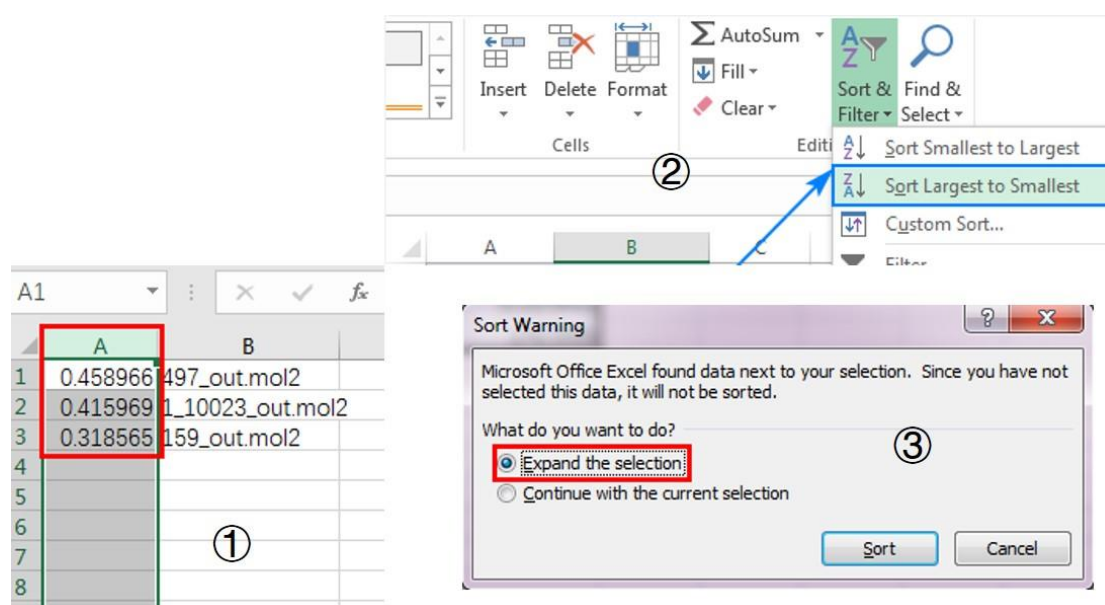 AutoSum
Fill
Clear
Insert Delete Format
Sort & Filter
Find & Select
Cells
Editi
Sort Smallest to Largest
Sort Largest to Smallest
Custom Sort...
Filter
②
A B C
A1 fx
A B
1 0.458966 497_out.mol2
2 0.415969 1_10023_out.mol2
3 0.318565 159_out.mol2
4
5
6
7
8
①
Sort Warning
Microsoft Office Excel found data next to your selection. Since you have not
selected this data, it will not be sorted.
What do you want to do?
Expand the selection
Continue with the current selection
③
Sort Cancel